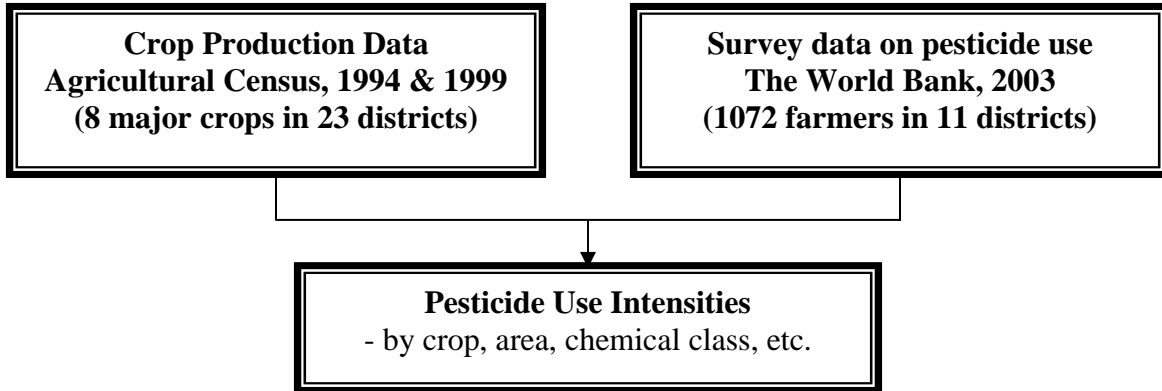 Crop Production Data
Agricultural Census, 1994 & 1999
(8 major crops in 23 districts)
Survey data on pesticide use
The World Bank, 2003
(1072 farmers in 11 districts)
Pesticide Use Intensities
- by crop, area, chemical class, etc.